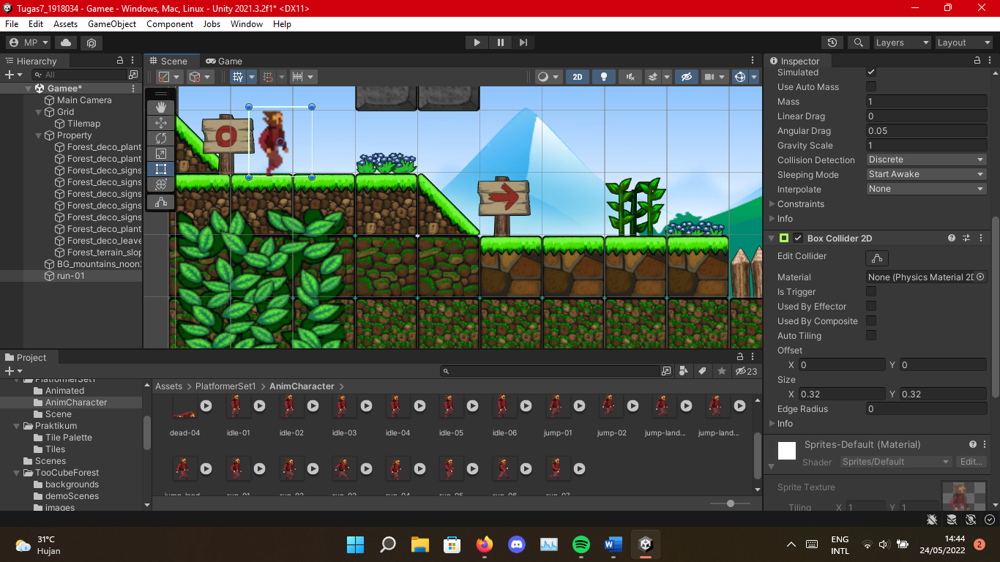 Tugas7_1918034 - Gamee - Windows, Mac, Linux - Unity 2021.3.2f1* <DX11>
File Edit Assets GameObject Component Jobs Window Help
MP Layers Layout
Hierarchy
All
Gamee*
Main Camera
Grid
Tilemap
Property
Forest_deco_plant
Forest_deco_plant
Forest_deco_signs
Forest_deco_signs
Forest_deco_signs
Forest_deco_signs
Forest_deco_signs
Forest_deco_plant
Forest_deco_leave
Forest_terrain_slop
BG_mountains_noon
run-01
Scene Game
2D
Inspector
Simulated
Use Auto Mass
Mass 1
Linear Drag 0
Angular Drag 0.05
Gravity Scale 1
Collision Detection Discrete
Sleeping Mode Start Awake
Interpolate None
Constraints
Info
Box Collider 2D
Edit Collider
Material None (Physics Material 2D
Is Trigger
Used By Effector
Used By Composite
Auto Tiling
Offset
X 0 Y 0
Size
X 0.32 Y 0.32
Edge Radius 0
Info
Sprites-Default (Material)
Shader Sprites/Default Edit...
Sprite Texture
Tiling X 1 Y 1
Project
23
PlatformerSet1
Animated
AnimCharacter
Scene
Praktikum
Tile Palette
Tiles
Scenes
TooCubeForest
backgrounds
demoScenes
images
Assets > PlatformerSet1 > AnimCharacter >
dead-04 idle-01 idle-02 idle-03 idle-04 idle-05 idle-06 jump-01 jump-02 jump-land... jump-land...
jump-land run-01 run-02 run-03 run-04 run-05 run-06 run-07
31°C
Hujan
ENG
INTL
14:44
24/05/2022
2